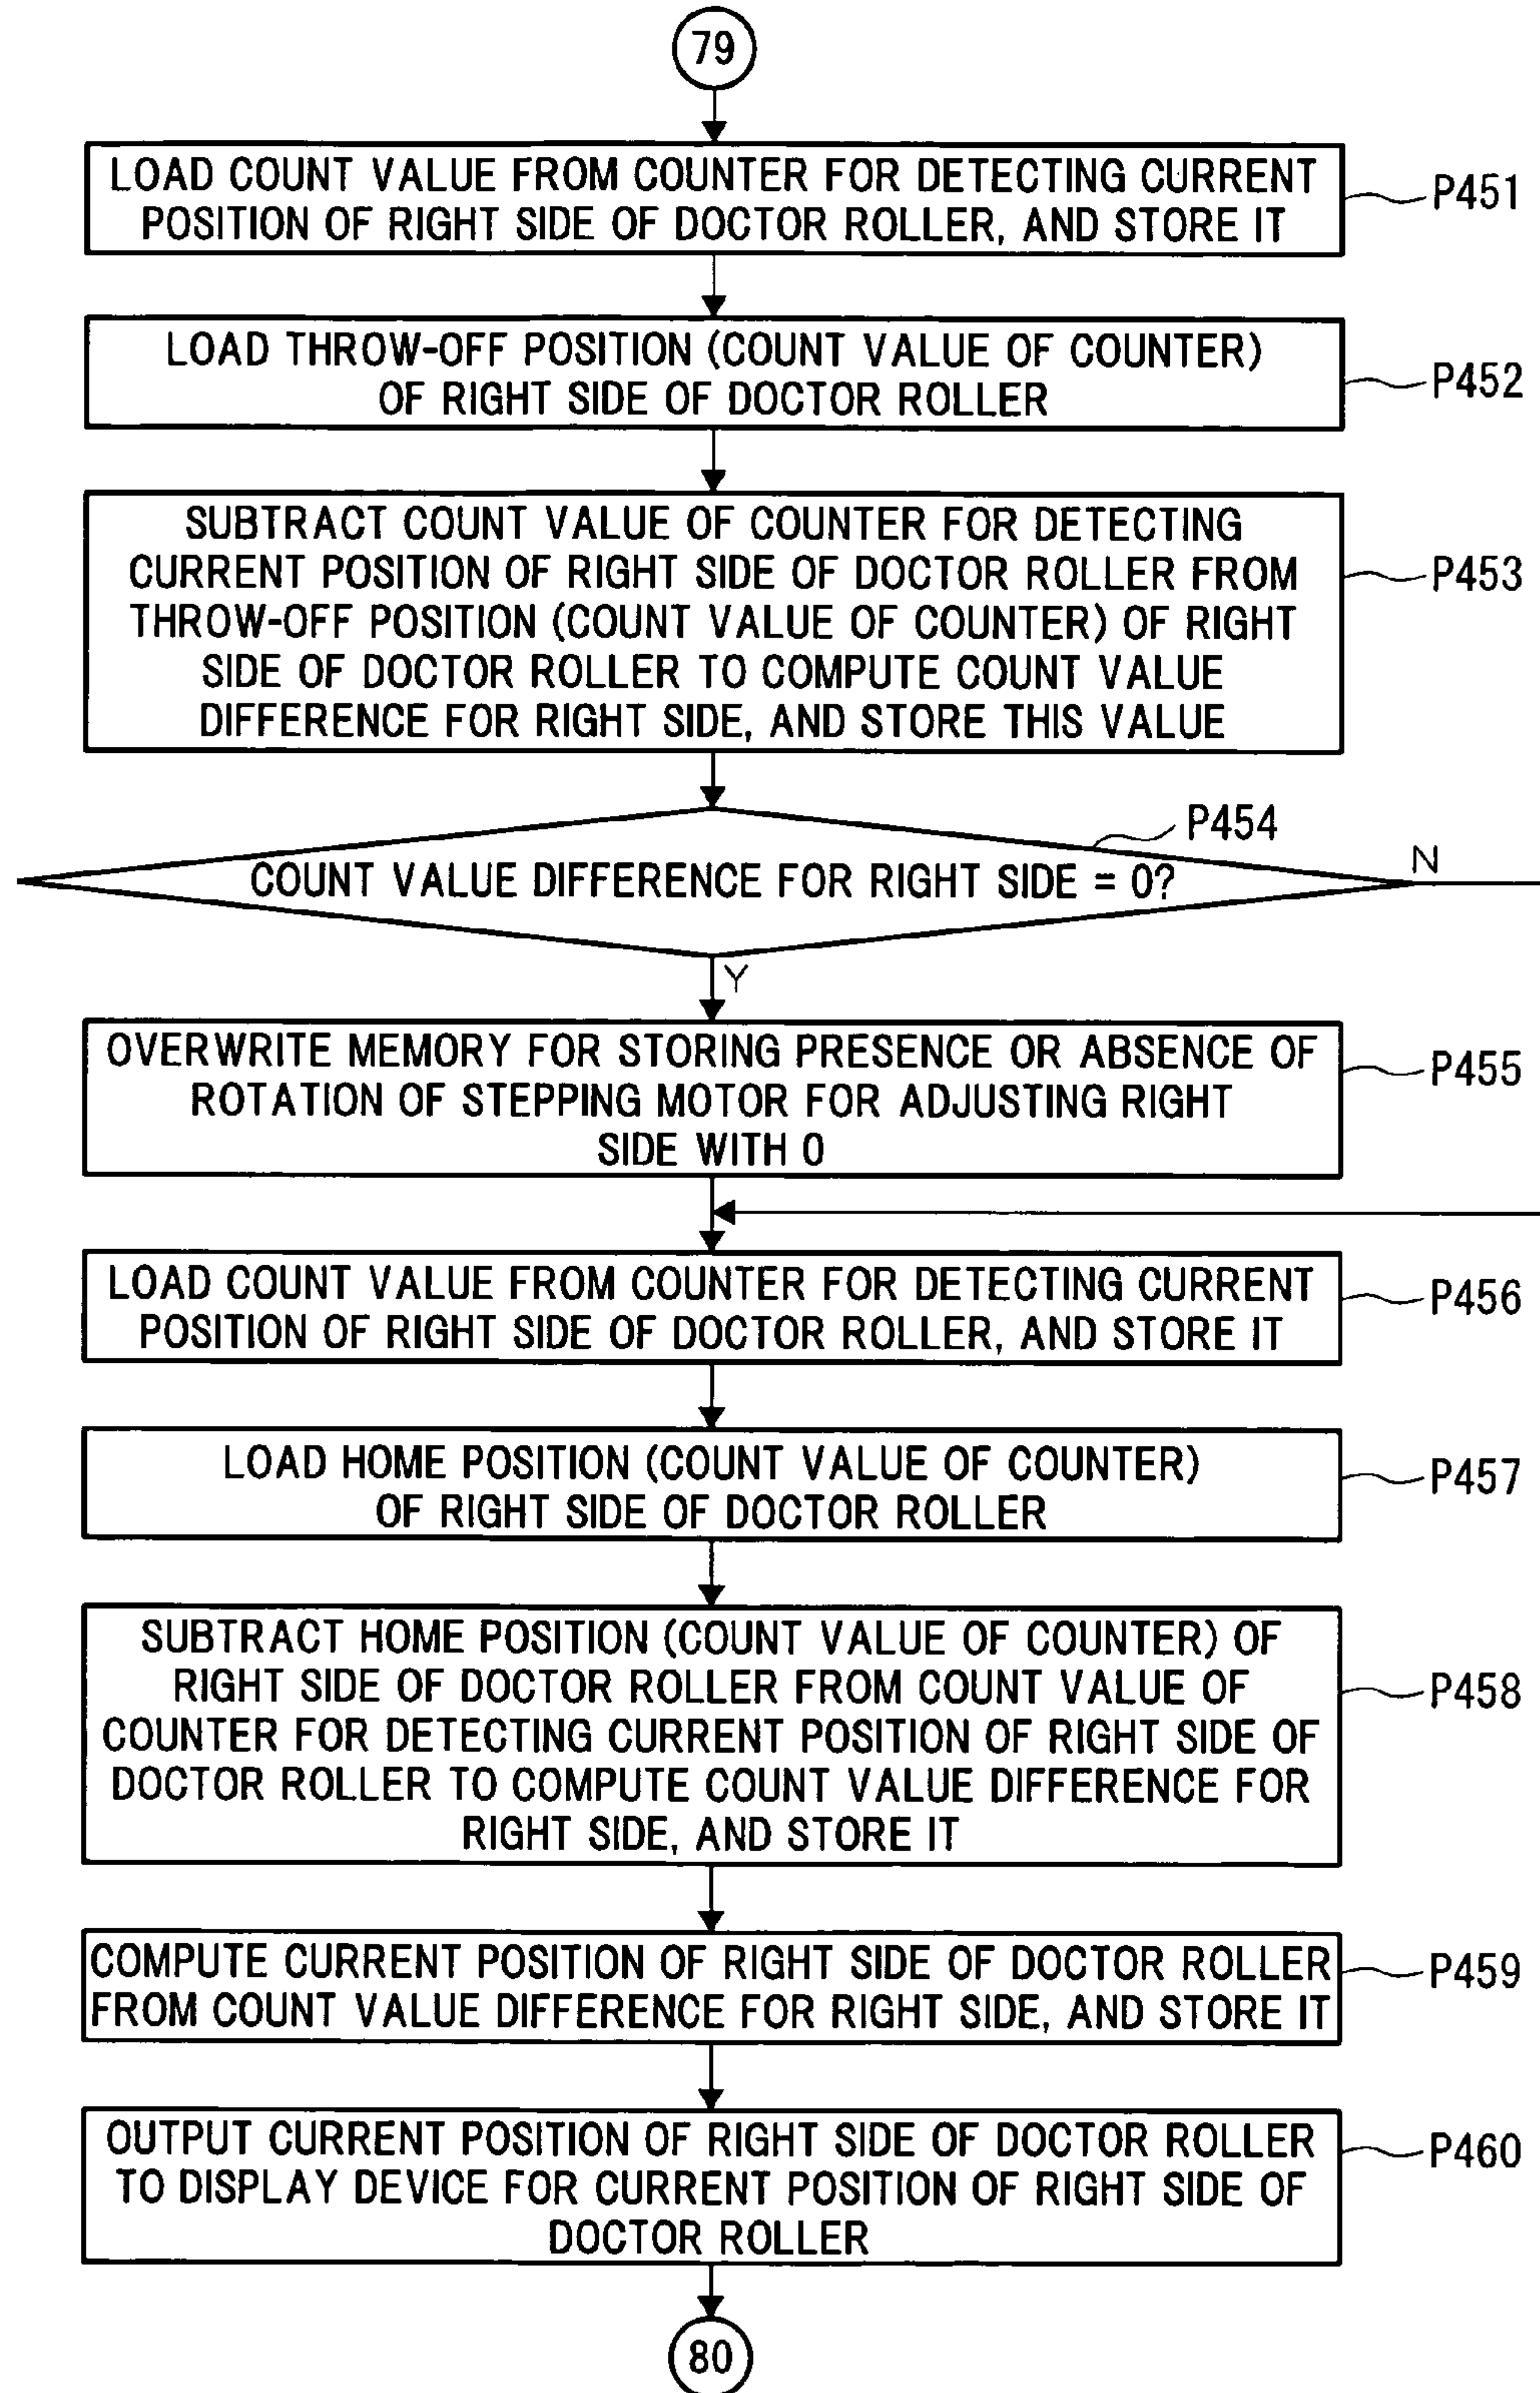 79
LOAD COUNT VALUE FROM COUNTER FOR DETECTING CURRENT
POSITION OF RIGHT SIDE OF DOCTOR ROLLER, AND STORE IT
P451
LOAD THROW-OFF POSITION (COUNT VALUE OF COUNTER)
OF RIGHT SIDE OF DOCTOR ROLLER
P452
SUBTRACT COUNT VALUE OF COUNTER FOR DETECTING
CURRENT POSITION OF RIGHT SIDE OF DOCTOR ROLLER FROM
THROW-OFF POSITION (COUNT VALUE OF COUNTER) OF RIGHT
SIDE OF DOCTOR ROLLER TO COMPUTE COUNT VALUE
DIFFERENCE FOR RIGHT SIDE, AND STORE THIS VALUE
P453
P454
COUNT VALUE DIFFERENCE FOR RIGHT SIDE = 0?
N
Y
OVERWRITE MEMORY FOR STORING PRESENCE OR ABSENCE OF
ROTATION OF STEPPING MOTOR FOR ADJUSTING RIGHT
SIDE WITH 0
P455
LOAD COUNT VALUE FROM COUNTER FOR DETECTING CURRENT
POSITION OF RIGHT SIDE OF DOCTOR ROLLER, AND STORE IT
P456
LOAD HOME POSITION (COUNT VALUE OF COUNTER)
OF RIGHT SIDE OF DOCTOR ROLLER
P457
SUBTRACT HOME POSITION (COUNT VALUE OF COUNTER) OF
RIGHT SIDE OF DOCTOR ROLLER FROM COUNT VALUE OF
COUNTER FOR DETECTING CURRENT POSITION OF RIGHT SIDE OF
DOCTOR ROLLER TO COMPUTE COUNT VALUE DIFFERENCE FOR
RIGHT SIDE, AND STORE IT
P458
COMPUTE CURRENT POSITION OF RIGHT SIDE OF DOCTOR ROLLER
FROM COUNT VALUE DIFFERENCE FOR RIGHT SIDE, AND STORE IT
P459
OUTPUT CURRENT POSITION OF RIGHT SIDE OF DOCTOR ROLLER
TO DISPLAY DEVICE FOR CURRENT POSITION OF RIGHT SIDE OF
DOCTOR ROLLER
P460
80